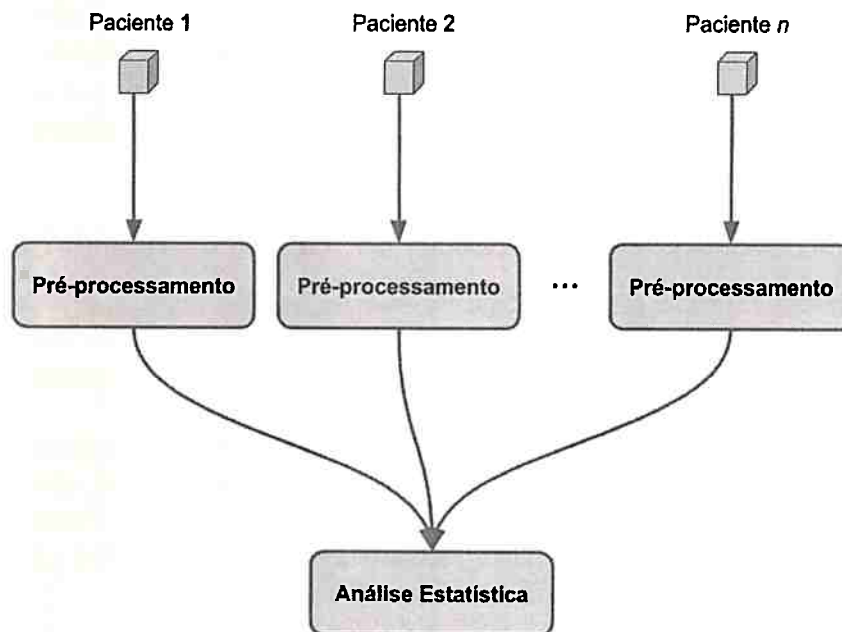 Paciente 1
Paciente 2
Paciente n
Pré-processamento
Pré-processamento
...
Pré-processamento
Análise Estatística